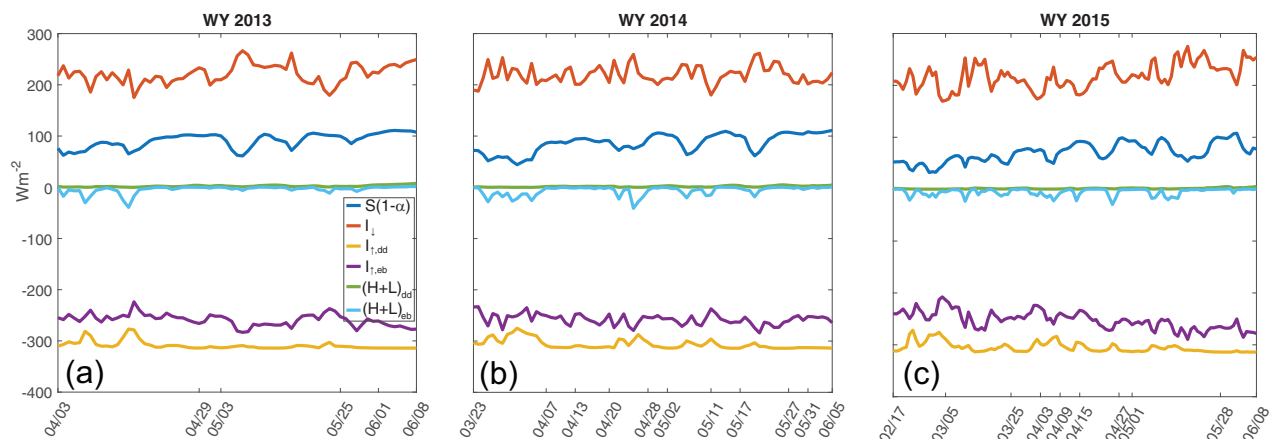 WY 2013
WY 2014
WY 2015
Wm⁻²
300
200
100
0
-100
-200
-300
-400
S(1-α)
I↓
I↑,dd
I↑,eb
(H+L)dd
(H+L)eb
(a)
(b)
(c)
04/03
04/29
05/03
05/25
06/01
06/08
03/23
04/07
04/13
04/20
04/28
05/02
05/11
05/17
05/27
05/31
06/05
02/17
03/05
03/25
04/03
04/09
04/15
04/27
05/01
05/28
06/08